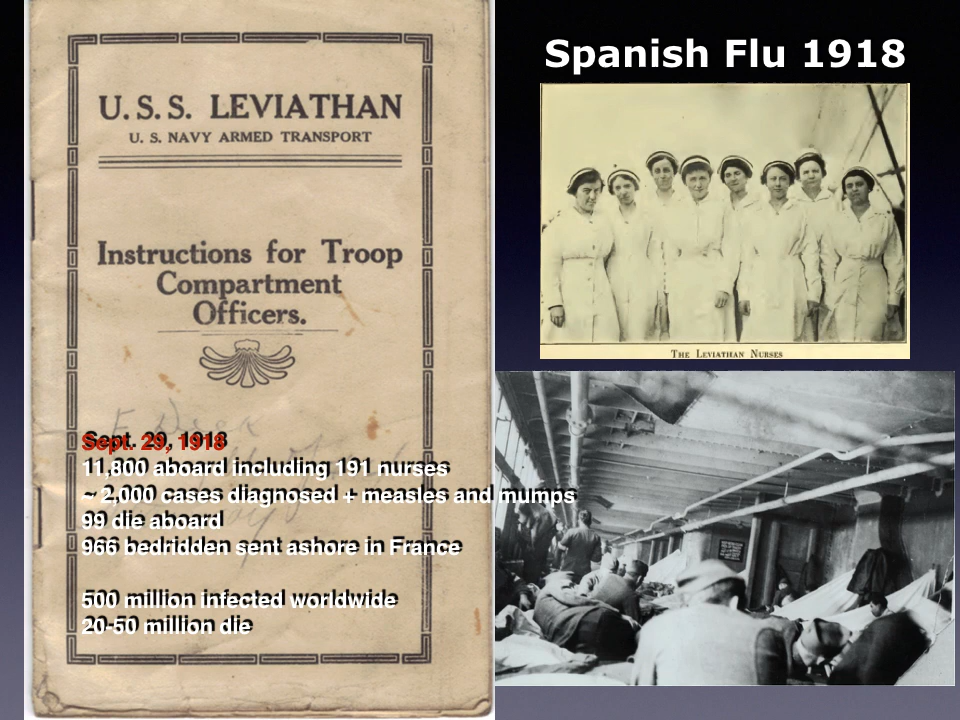 U.S.S. LEVIATHAN
U. S. NAVY ARMED TRANSPORT
Instructions for Troop
Compartment
Officers.
Sept. 29, 1918
11,800 aboard including 191 nurses
~ 2,000 cases diagnosed + measles and mumps
99 die aboard
966 bedridden sent ashore in France
500 million infected worldwide
20-50 million die
Spanish Flu 1918
THE LEVIATHAN NURSES